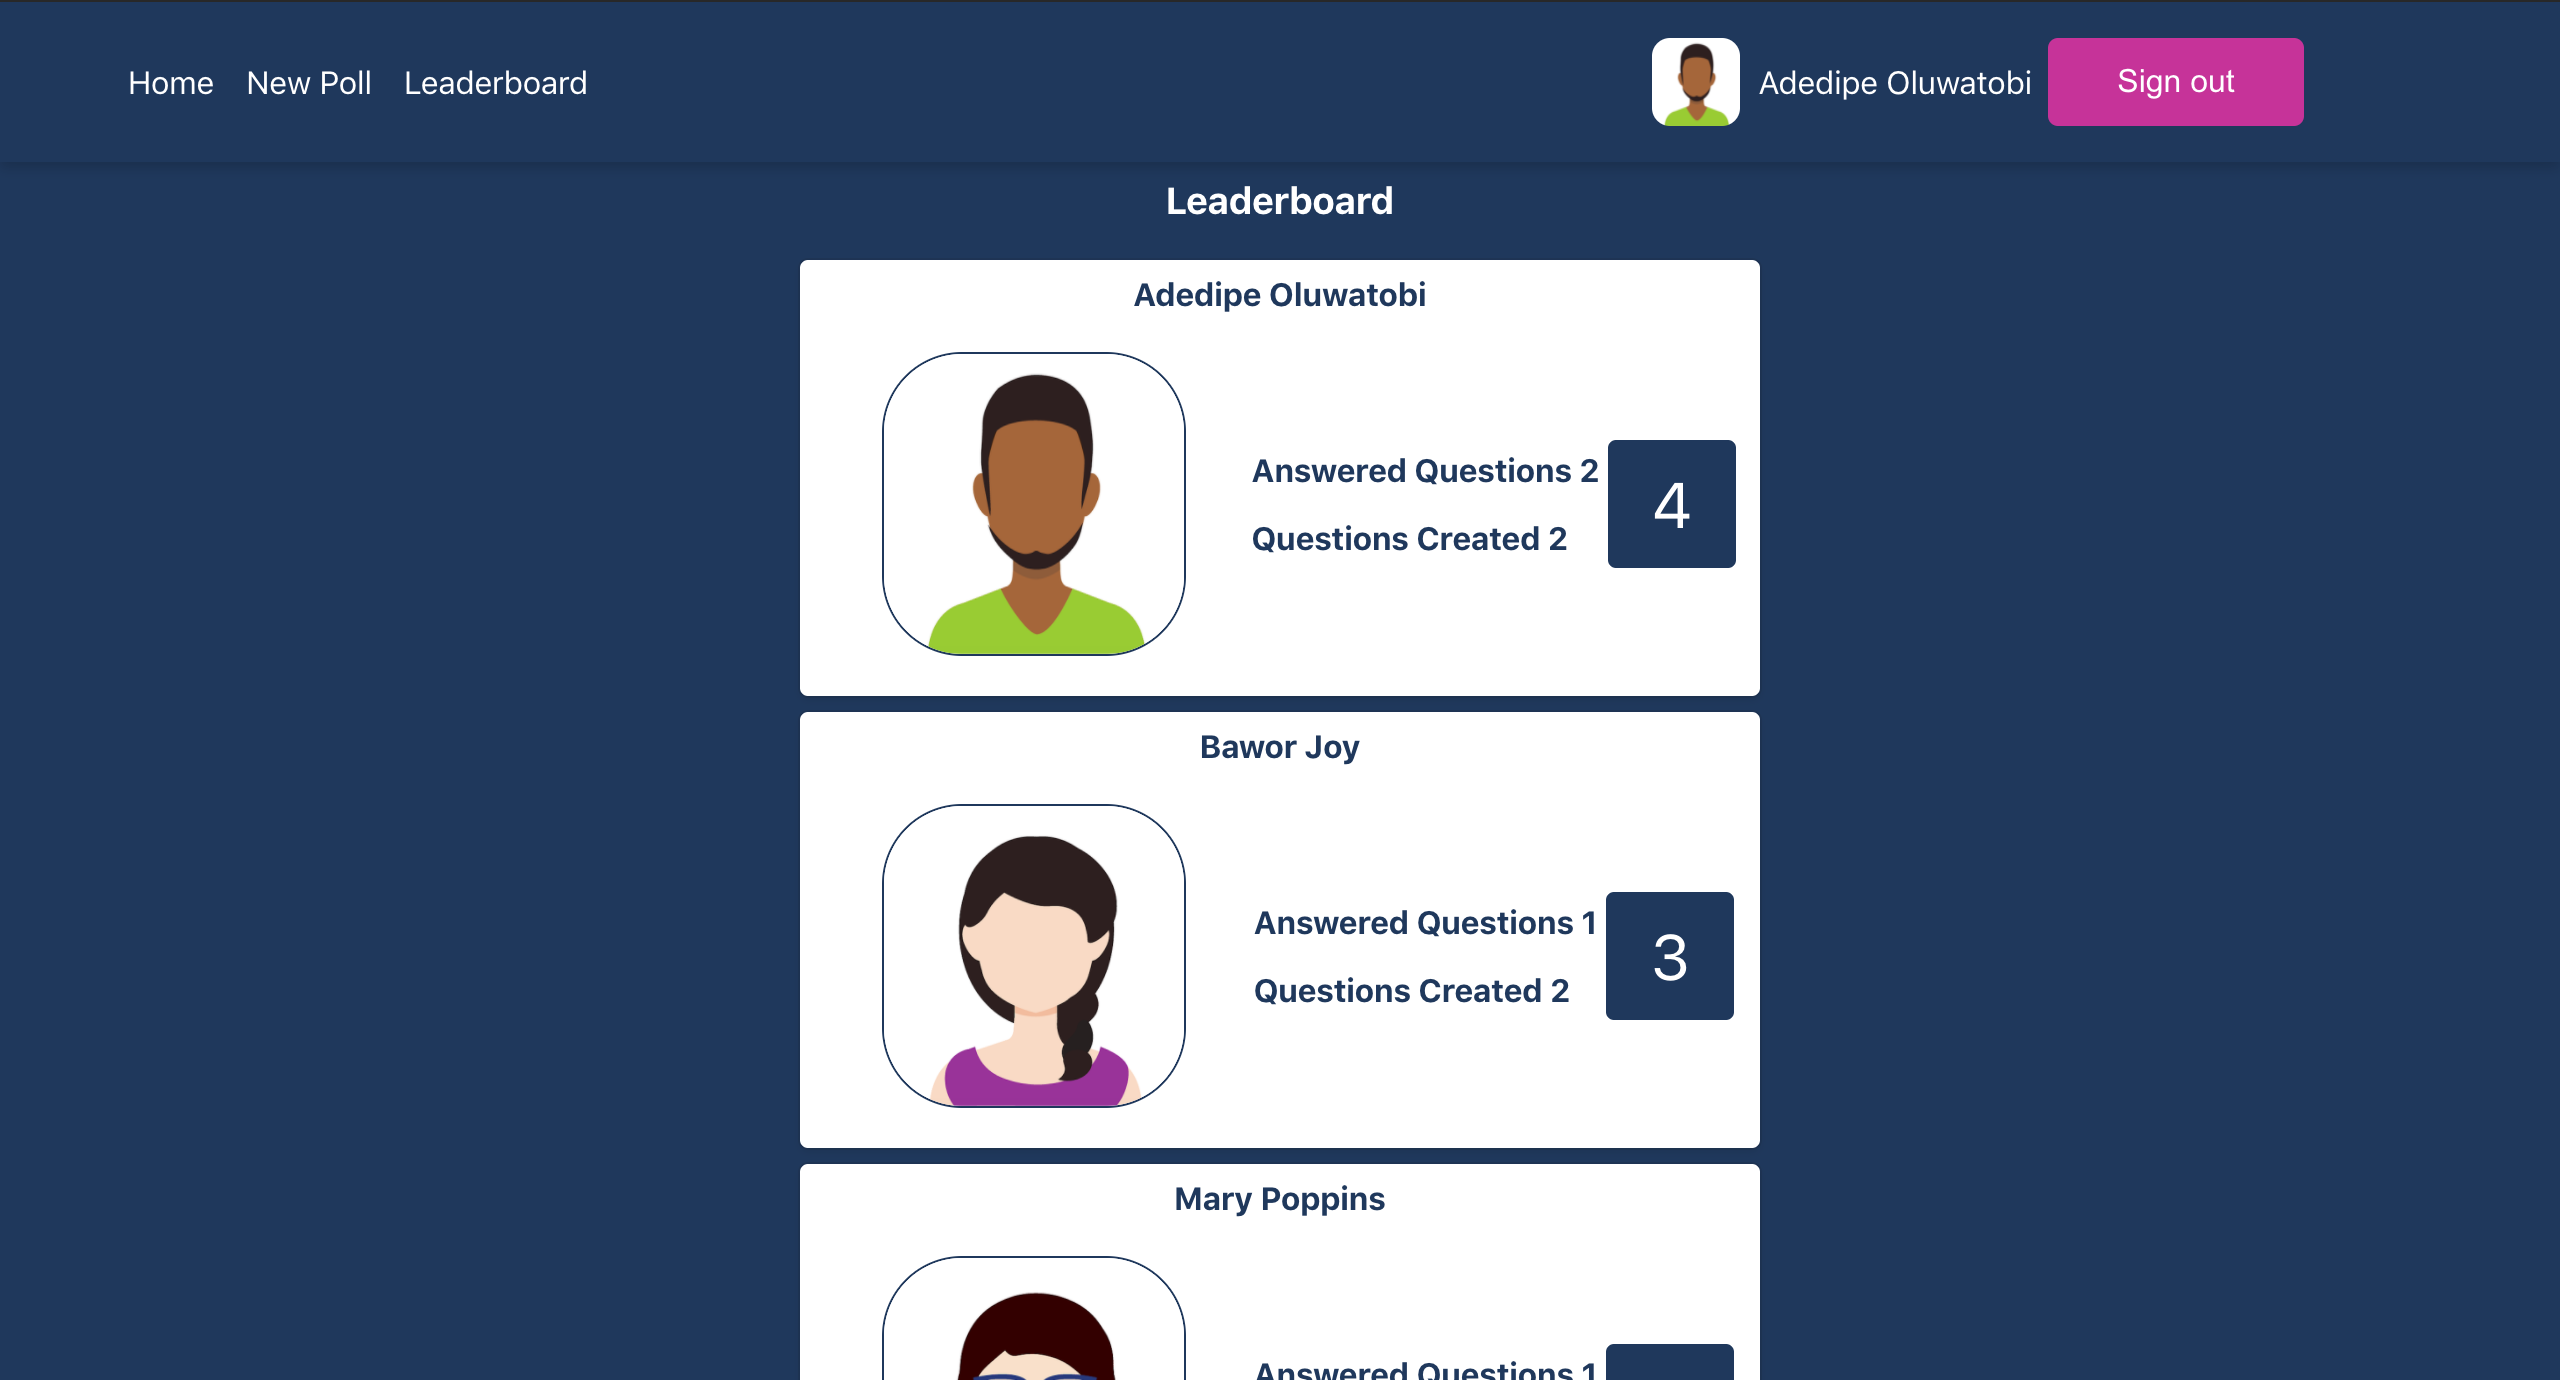 Home New Poll Leaderboard Adedipe Oluwatobi Sign out
Leaderboard
Adedipe Oluwatobi
Answered Questions 2
4
Questions Created 2
Bawor Joy
Answered Questions 1
3
Questions Created 2
Mary Poppins
Answered Questions 1